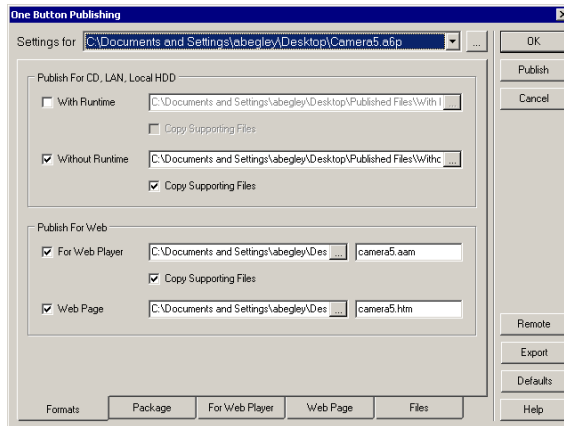 One Button Publishing
Settings for C:\Documents and Settings\abegley\Desktop\Camera5.a6p ...
OK
Publish
Cancel
Publish For CD, LAN, Local HDD
With Runtime C:\Documents and Settings\abegley\Desktop\Published Files\With ...
Copy Supporting Files
Without Runtime C:\Documents and Settings\abegley\Desktop\Published Files\Withc ...
Copy Supporting Files
Publish For Web
For Web Player C:\Documents and Settings\abegley\Des ... camera5.aam
Copy Supporting Files
Web Page C:\Documents and Settings\abegley\Des ... camera5.htm
Remote
Export
Defaults
Help
Formats Package For Web Player Web Page Files